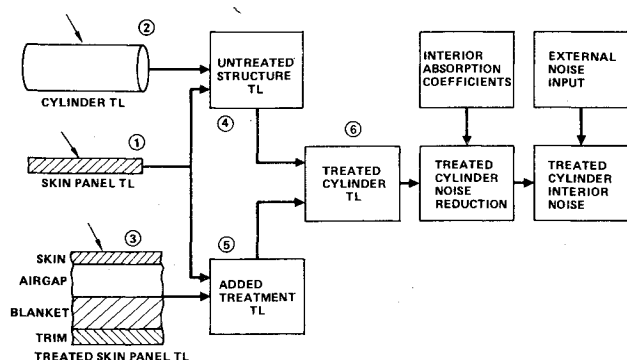 ②
CYLINDER TL
①
SKIN PANEL TL
③
SKIN
AIRGAP
BLANKET
TRIM
TREATED SKIN PANEL TL
UNTREATED
STRUCTURE
TL
④
⑤
ADDED
TREATMENT
TL
⑥
TREATED
CYLINDER
TL
INTERIOR
ABSORPTION
COEFFICIENTS
TREATED
CYLINDER
NOISE
REDUCTION
EXTERNAL
NOISE
INPUT
TREATED
CYLINDER
INTERIOR
NOISE